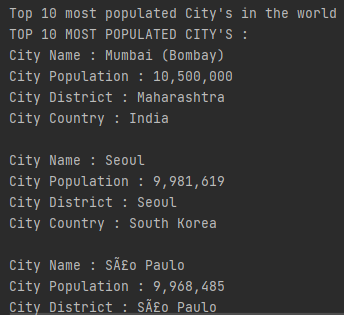 Top 10 most populated City's in the world
TOP 10 MOST POPULATED CITY'S :
City Name : Mumbai (Bombay)
City Population : 10,500,000
City District : Maharashtra
City Country : India

City Name : Seoul
City Population : 9,981,619
City District : Seoul
City Country : South Korea

City Name : SÃ£o Paulo
City Population : 9,968,485
City District : SÃ£o Paulo